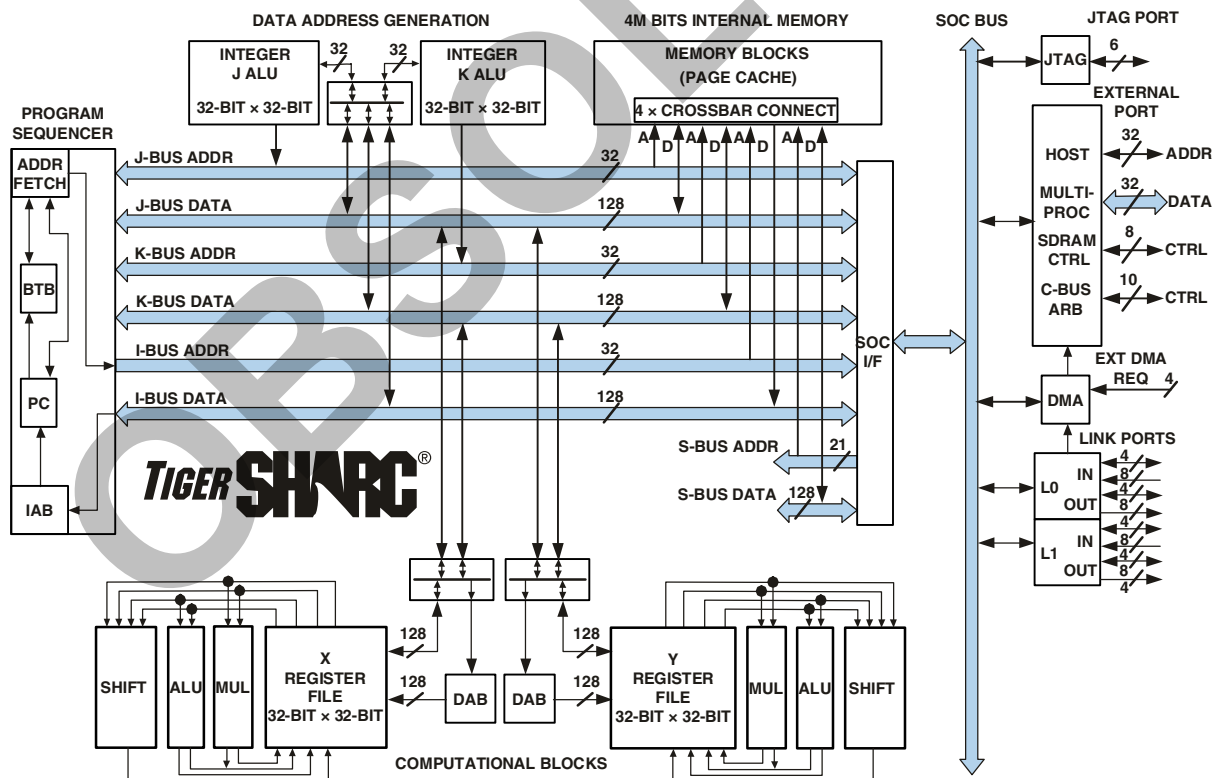 DATA ADDRESS GENERATION
4M BITS INTERNAL MEMORY
SOC BUS
JTAG PORT
INTEGER
J ALU
32-BIT × 32-BIT
32
32
INTEGER
K ALU
32-BIT × 32-BIT
MEMORY BLOCKS
(PAGE CACHE)
4 × CROSSBAR CONNECT
A D A D A D A D
JTAG
6
PROGRAM
SEQUENCER
ADDR
FETCH
BTB
PC
IAB
J-BUS ADDR
32
J-BUS DATA
128
K-BUS ADDR
32
K-BUS DATA
128
I-BUS ADDR
32
I-BUS DATA
128
S-BUS ADDR
21
S-BUS DATA
128
SOC
I/F
EXTERNAL
PORT
HOST
32
ADDR
MULTI-
PROC
32
DATA
SDRAM
CTRL
8
CTRL
C-BUS
ARB
10
CTRL
EXT DMA
REQ
4
DMA
LINK PORTS
L0
IN
OUT
4
8
4
8
L1
IN
OUT
4
8
4
8
4
TIGER SHARC®
OBSOL
SHIFT
ALU
MUL
X
REGISTER
FILE
32-BIT × 32-BIT
128
128
DAB
DAB
128
128
Y
REGISTER
FILE
32-BIT × 32-BIT
MUL
ALU
SHIFT
COMPUTATIONAL BLOCKS